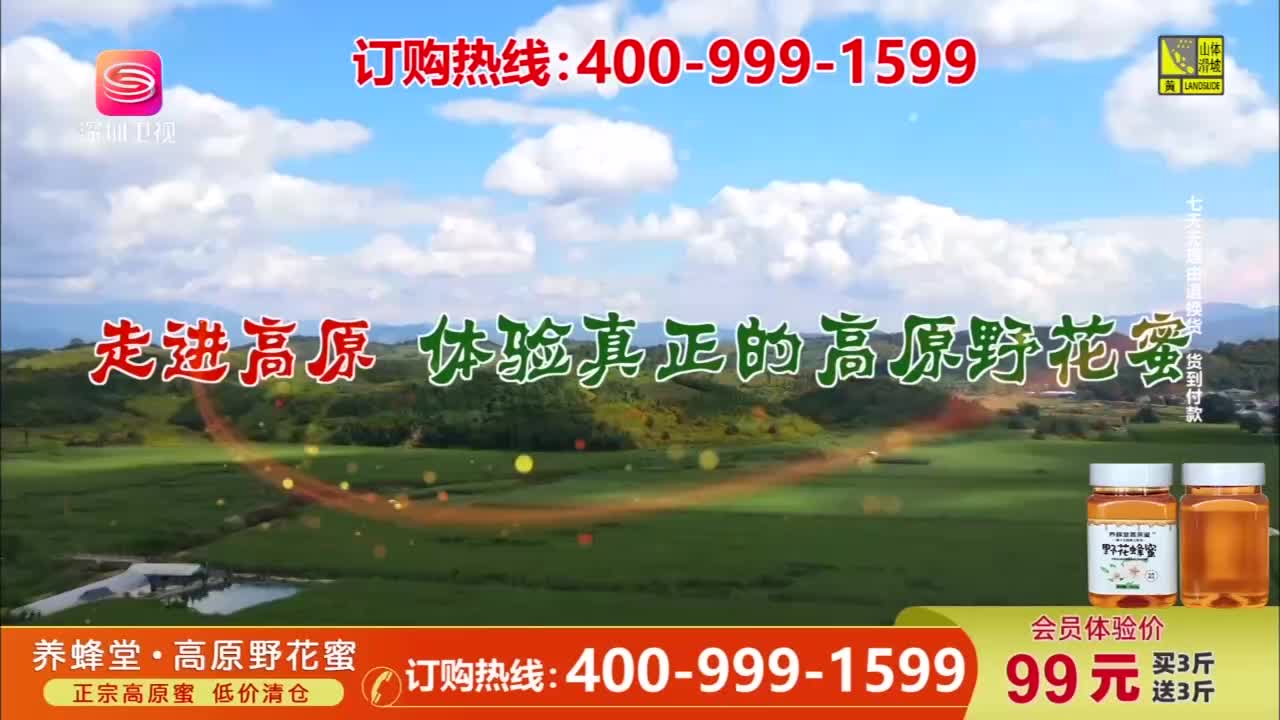 订购热线:400-999-1599
深圳卫视
山体滑坡
黄
LANDSLIDE
七天无理由退换货 货到付款
走进高原 体验真正的高原野花蜜
野花蜂蜜
养蜂堂·高原野花蜜
正宗高原蜜 低价清仓
订购热线:400-999-1599
会员体验价
99元
买3斤
送3斤